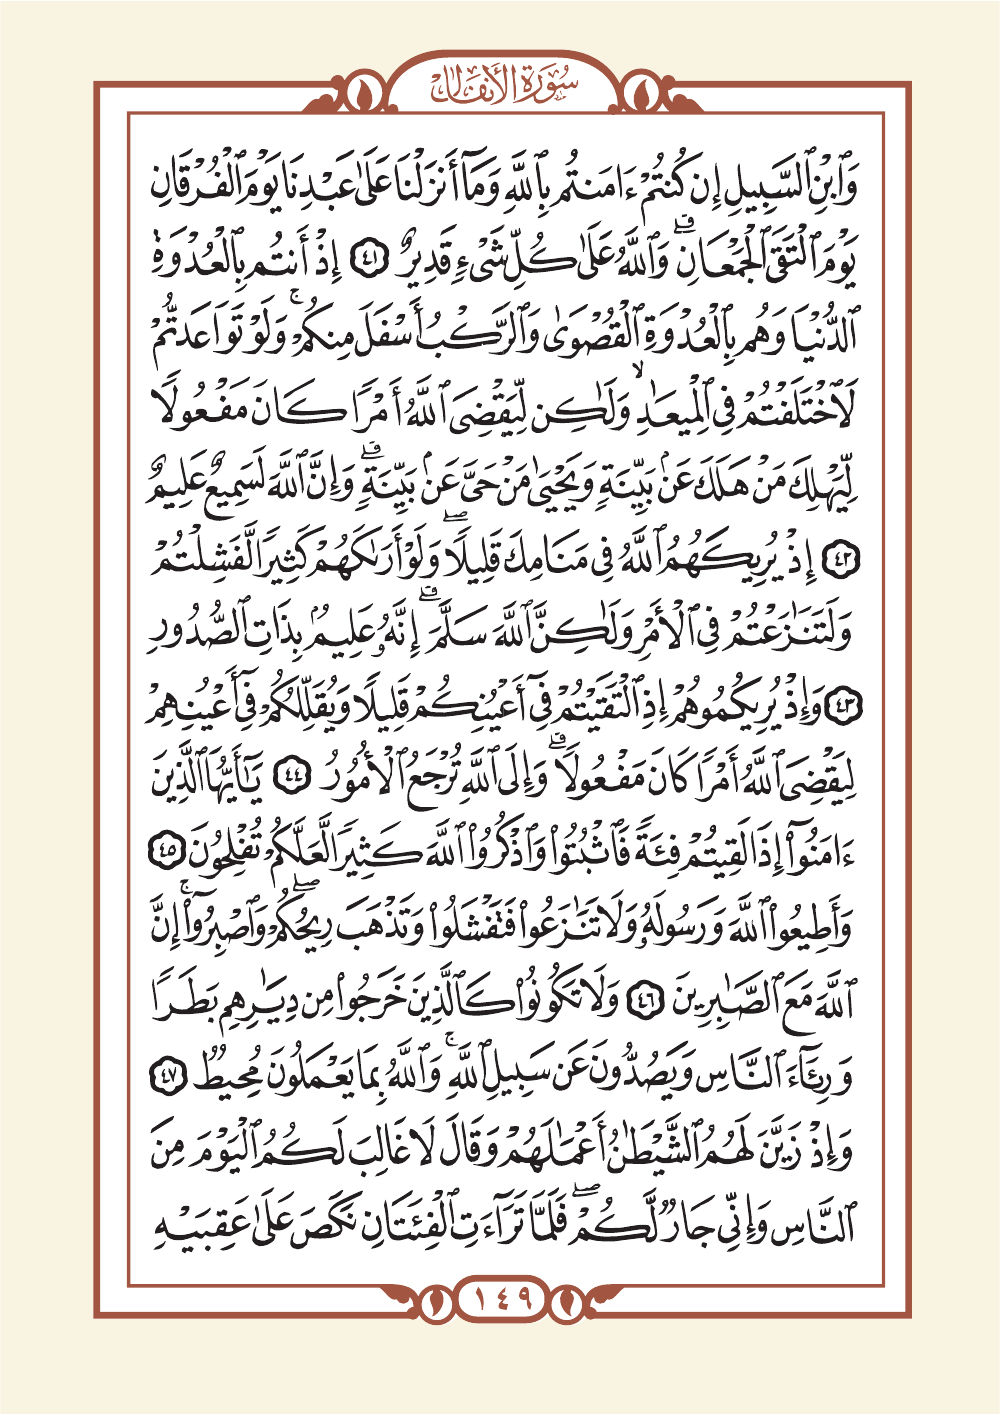 سُورَةُ الأَنفَال
وَٱبْنِ ٱلسَّبِيلِ إِن كُنتُمْ ءَامَنتُم بِٱللَّهِ وَمَآ أَنزَلْنَا عَلَىٰ عَبْدِنَا يَوْمَ ٱلْفُرْقَانِ
يَوْمَ ٱلْتَقَى ٱلْجَمْعَانِ ۗ وَٱللَّهُ عَلَىٰ كُلِّ شَىْءٍ قَدِيرٌ ٤١ إِذْ أَنتُم بِٱلْعُدْوَةِ
ٱلدُّنْيَا وَهُم بِٱلْعُدْوَةِ ٱلْقُصْوَىٰ وَٱلرَّكْبُ أَسْفَلَ مِنكُمْ ۚ وَلَوْ تَوَاعَدتُّمْ
لَٱخْتَلَفْتُمْ فِى ٱلْمِيعَـٰدِ ۙ وَلَـٰكِن لِّيَقْضِىَ ٱللَّهُ أَمْرًا كَانَ مَفْعُولًا
لِّيَهْلِكَ مَنْ هَلَكَ عَنۢ بَيِّنَةٍ وَيَحْيَىٰ مَنْ حَىَّ عَنۢ بَيِّنَةٍ ۗ وَإِنَّ ٱللَّهَ لَسَمِيعٌ عَلِيمٌ
٤٢ إِذْ يُرِيكَهُمُ ٱللَّهُ فِى مَنَامِكَ قَلِيلًا ۖ وَلَوْ أَرَىٰكَهُمْ كَثِيرًا لَّفَشِلْتُمْ
وَلَتَنَـٰزَعْتُمْ فِى ٱلْأَمْرِ وَلَـٰكِنَّ ٱللَّهَ سَلَّمَ ۗ إِنَّهُۥ عَلِيمٌۢ بِذَاتِ ٱلصُّدُورِ
٤٣ وَإِذْ يُرِيكُمُوهُمْ إِذِ ٱلْتَقَيْتُمْ فِىٓ أَعْيُنِكُمْ قَلِيلًا وَيُقَلِّلُكُمْ فِىٓ أَعْيُنِهِمْ
لِيَقْضِىَ ٱللَّهُ أَمْرًا كَانَ مَفْعُولًا ۗ وَإِلَى ٱللَّهِ تُرْجَعُ ٱلْأُمُورُ ٤٤ يَـٰٓأَيُّهَا ٱلَّذِينَ
ءَامَنُوٓا۟ إِذَا لَقِيتُمْ فِئَةً فَٱثْبُتُوا۟ وَٱذْكُرُوا۟ ٱللَّهَ كَثِيرًا لَّعَلَّكُمْ تُفْلِحُونَ ٤٥
وَأَطِيعُوا۟ ٱللَّهَ وَرَسُولَهُۥ وَلَا تَنَـٰزَعُوا۟ فَتَفْشَلُوا۟ وَتَذْهَبَ رِيحُكُمْ ۖ وَٱصْبِرُوٓا۟ ۚ إِنَّ
ٱللَّهَ مَعَ ٱلصَّـٰبِرِينَ ٤٦ وَلَا تَكُونُوا۟ كَٱلَّذِينَ خَرَجُوا۟ مِن دِيَـٰرِهِم بَطَرًا
وَرِئَآءَ ٱلنَّاسِ وَيَصُدُّونَ عَن سَبِيلِ ٱللَّهِ ۚ وَٱللَّهُ بِمَا يَعْمَلُونَ مُحِيطٌ ٤٧
وَإِذْ زَيَّنَ لَهُمُ ٱلشَّيْطَـٰنُ أَعْمَـٰلَهُمْ وَقَالَ لَا غَالِبَ لَكُمُ ٱلْيَوْمَ مِنَ
ٱلنَّاسِ وَإِنِّى جَارٌ لَّكُمْ ۖ فَلَمَّا تَرَآءَتِ ٱلْفِئَتَانِ نَكَصَ عَلَىٰ عَقِبَيْهِ
١٤٩